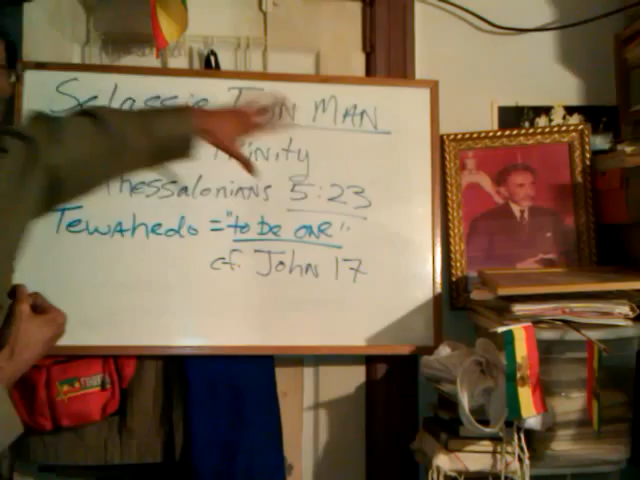 Selassie MAN
Trinity
Thessalonians 5:23
Tewahedo = "to be one"
cf. John 17